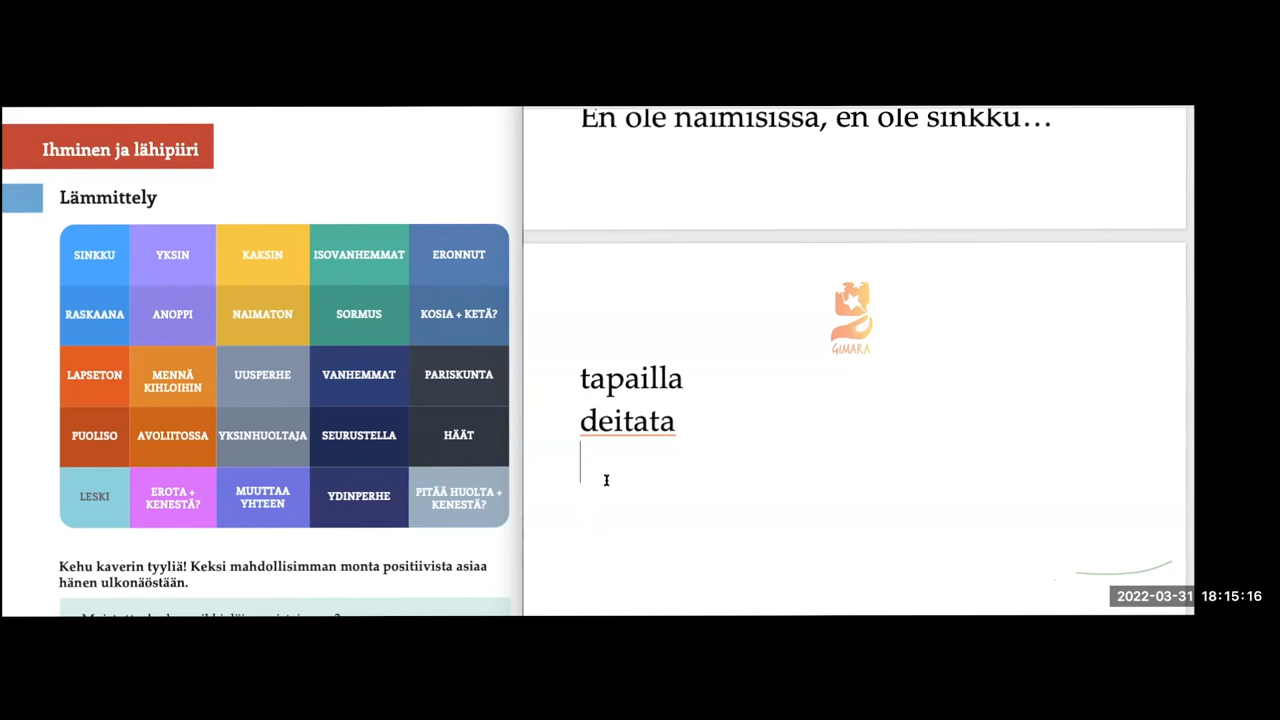 Ihminen ja lähipiiri
Lämmittely
SINKKU YKSIN KAKSIN ISOVANHEMMAT ERONNUT
RASKAANA ANOPPI NAIMATON SORMUS KOSIA + KETÄ?
LAPSETON MENNÄ KIHLOIHIN UUSPERHE VANHEMMAT PARISKUNTA
PUOLISO AVOLIITOSSA YKSINHUOLTAJA SEURUSTELLA HÄÄT
LESKI EROTA + KENESTÄ? MUUTTAA YHTEEN YDINPERHE PITÄÄ HUOLTA + KENESTÄ?
Kehu kaverin tyyliä! Keksi mahdollisimman monta positiivista asiaa
hänen ulkonäöstään.
En ole naimisissa, en ole sinkku…
GIMARA
tapailla
deitata
2022-03-31 18:15:16